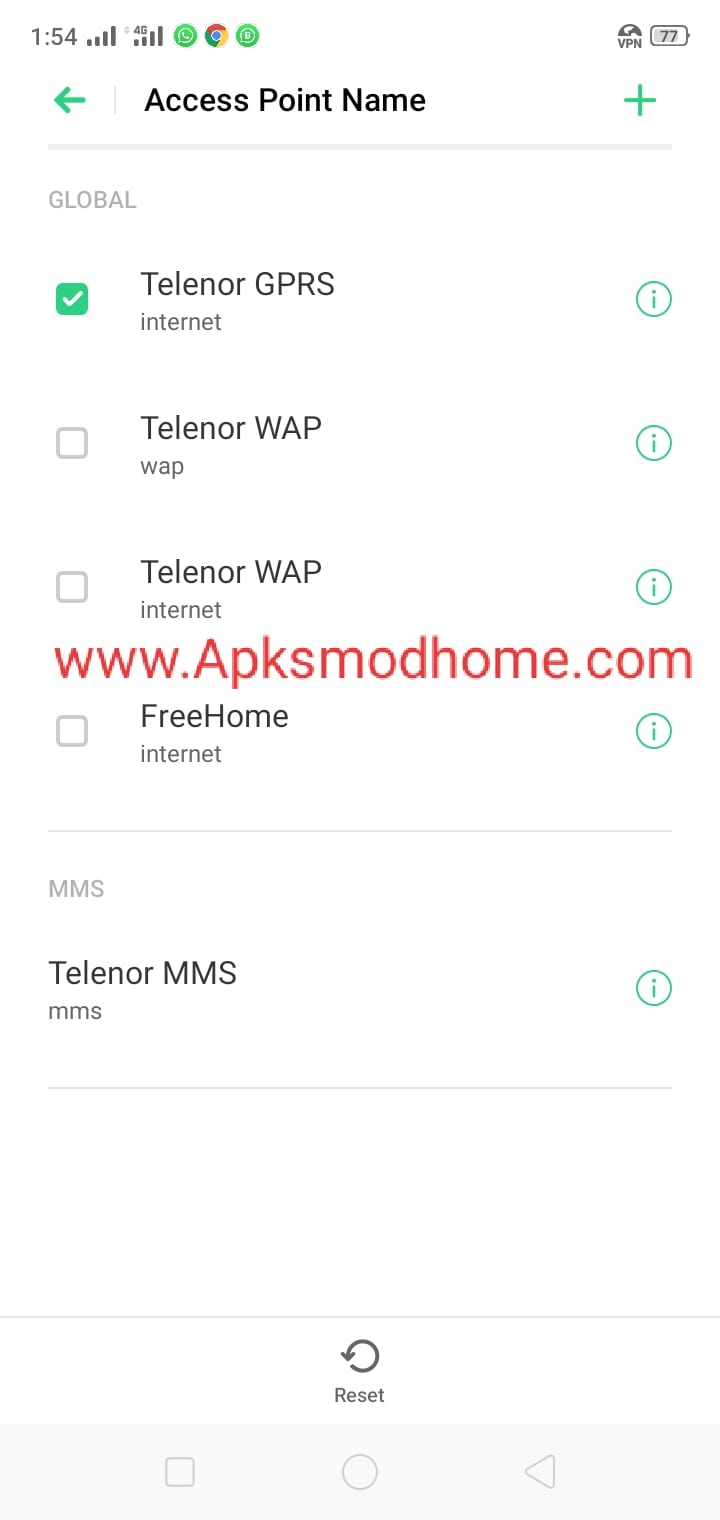 1:54 4G VPN 77
Access Point Name
GLOBAL
Telenor GPRS
internet
Telenor WAP
wap
Telenor WAP
internet
www.Apksmodhome.com
FreeHome
internet
MMS
Telenor MMS
mms
Reset